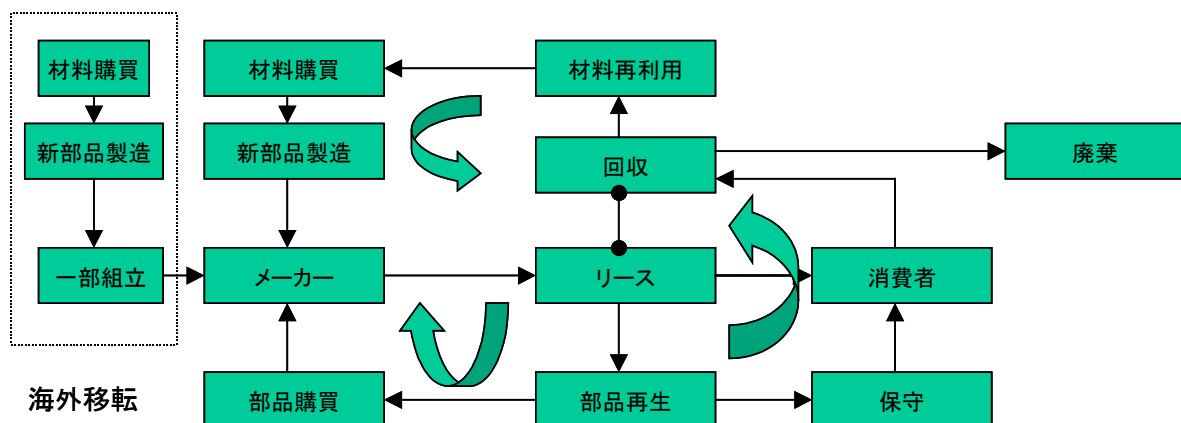 材料購買
材料購買
材料再利用
新部品製造
新部品製造
回収
廃棄
一部組立
メーカー
リース
消費者
海外移転
部品購買
部品再生
保守